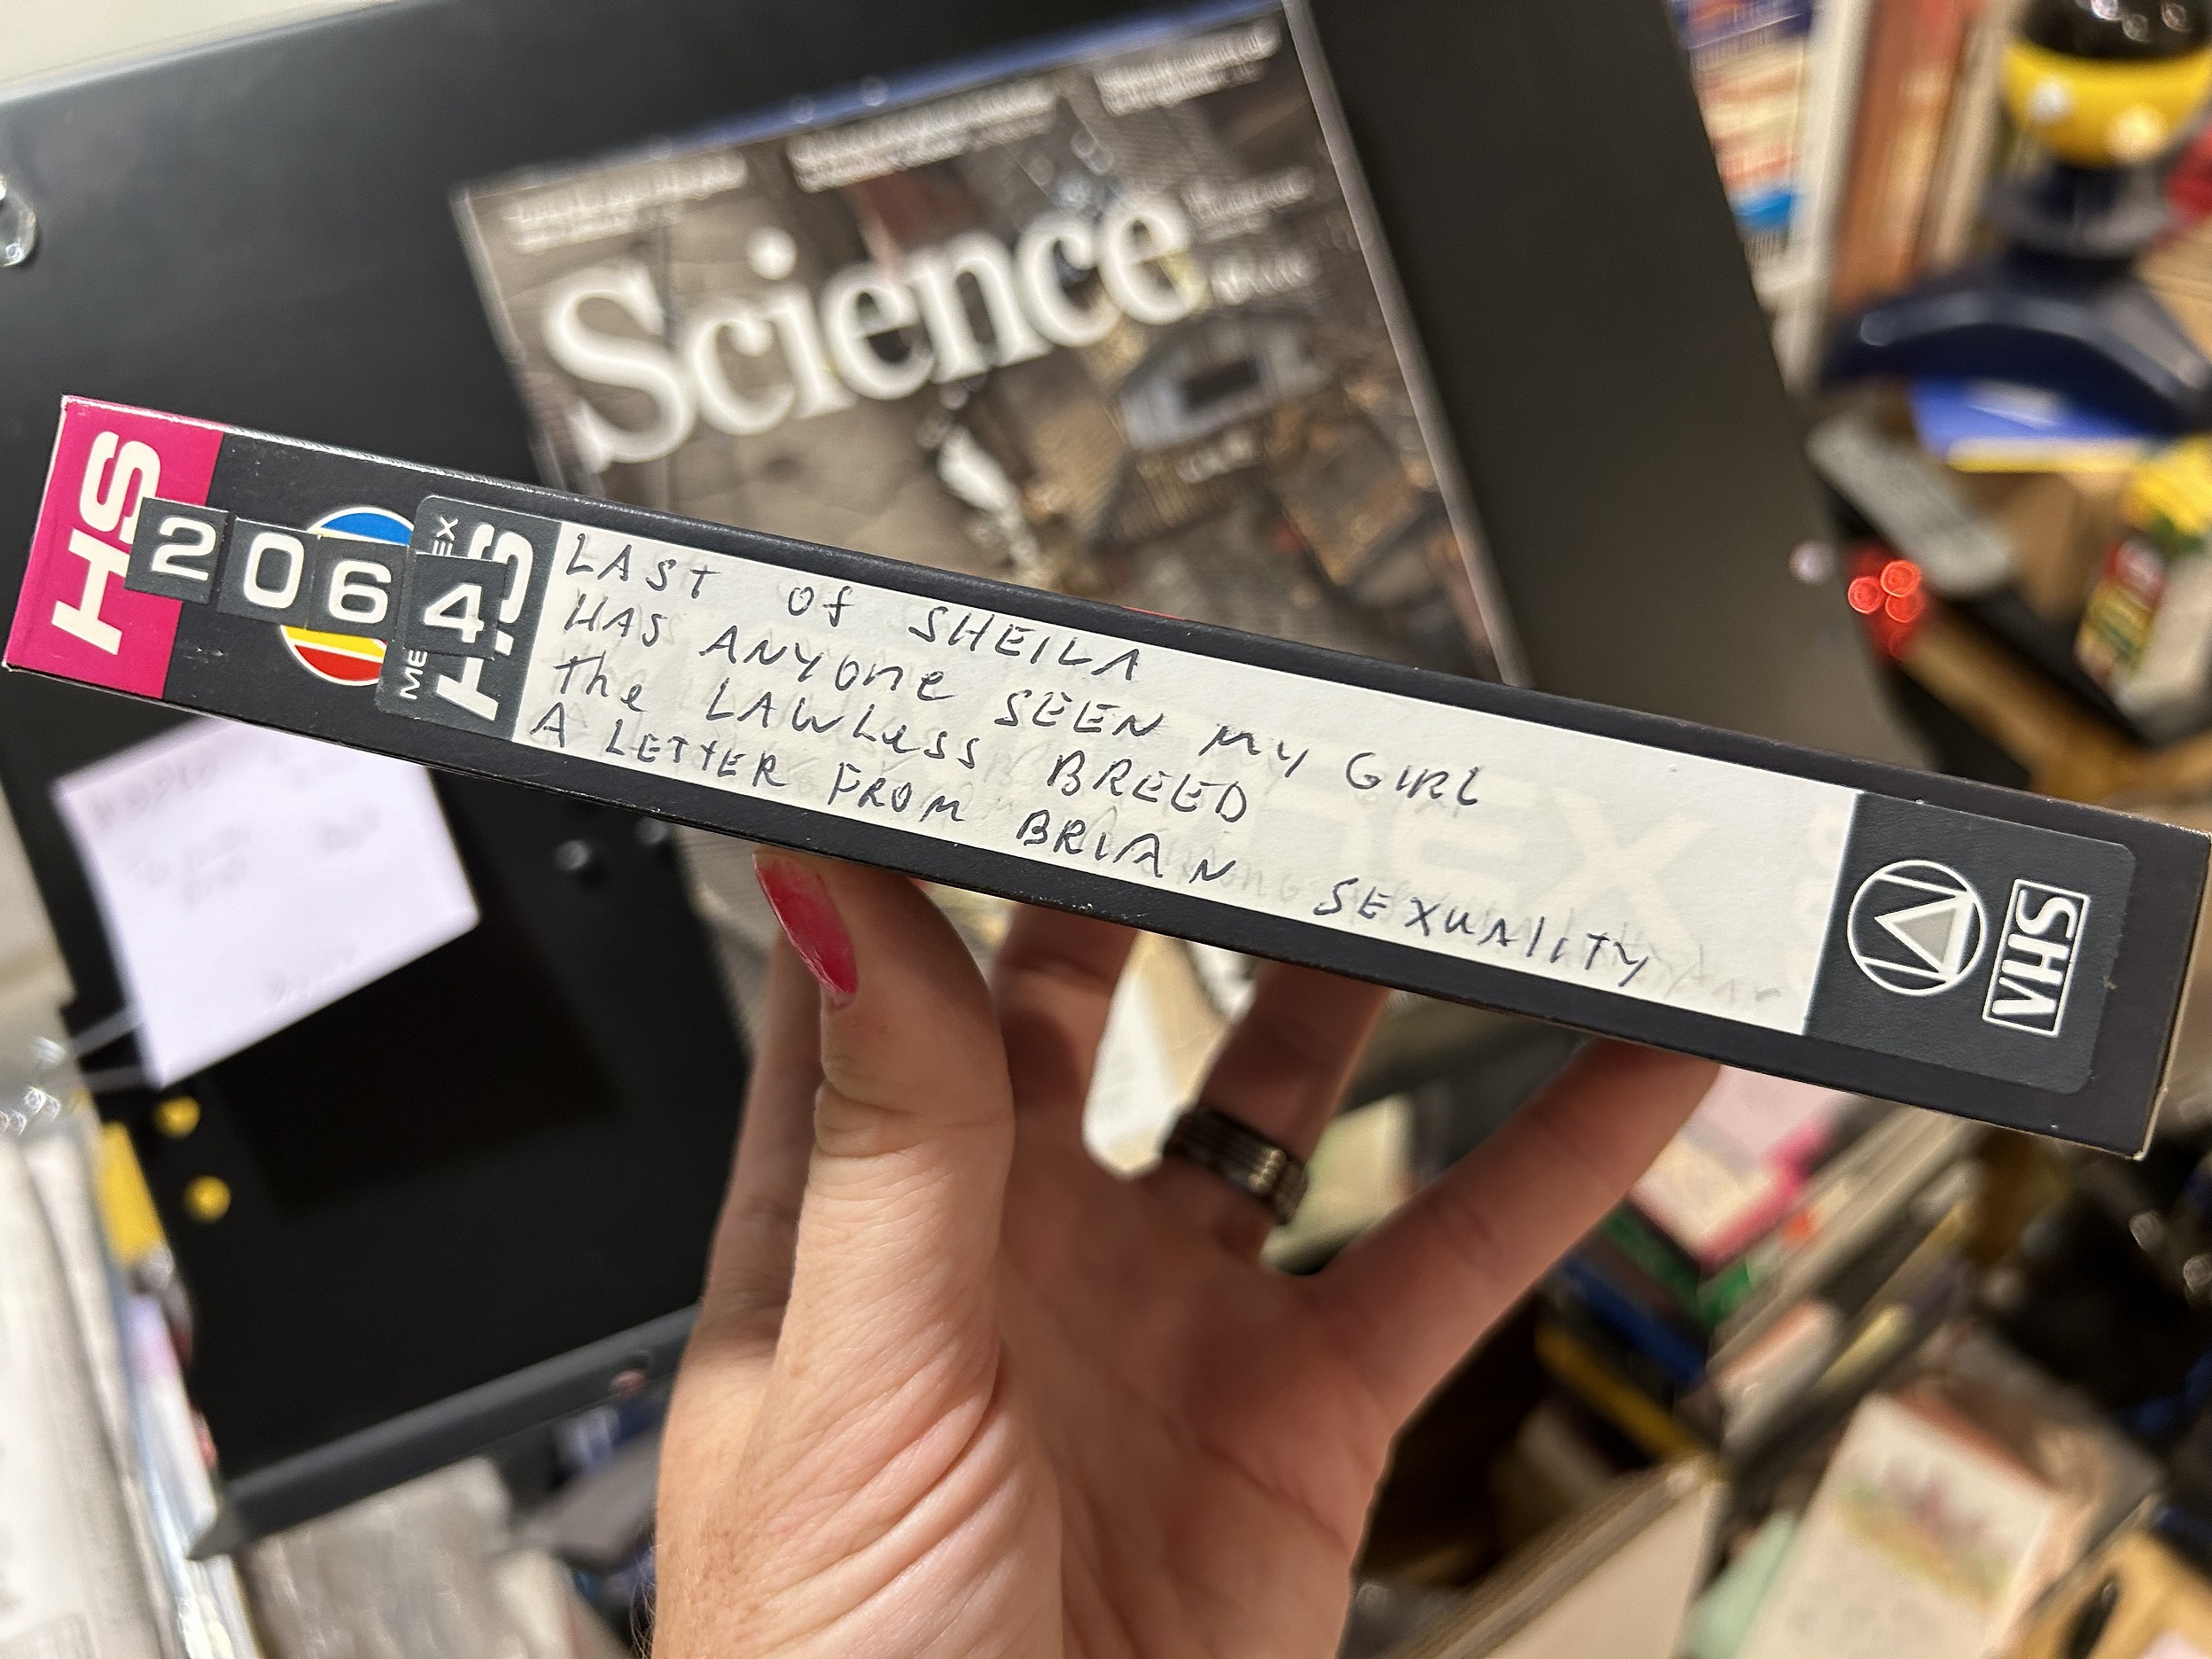 Science
HS
2064
HS
LAST OF SHEILA
HAS ANYONE SEEN MY GIRL
The LAWLESS BREED
A LETTER FROM BRIAN SEXUALITY
VHS